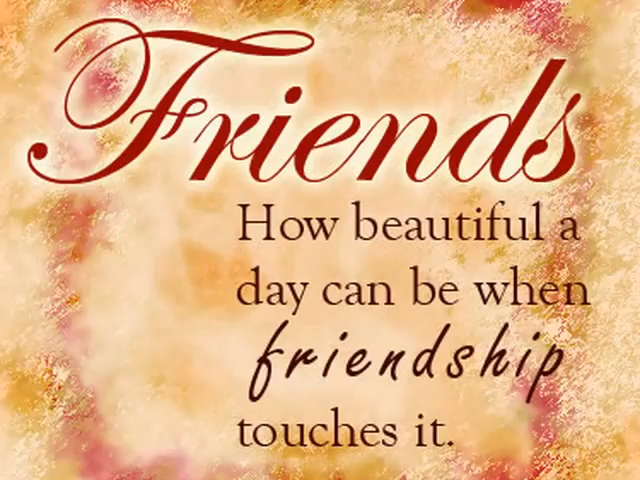 Friends
How beautiful a
day can be when
friendship
touches it.